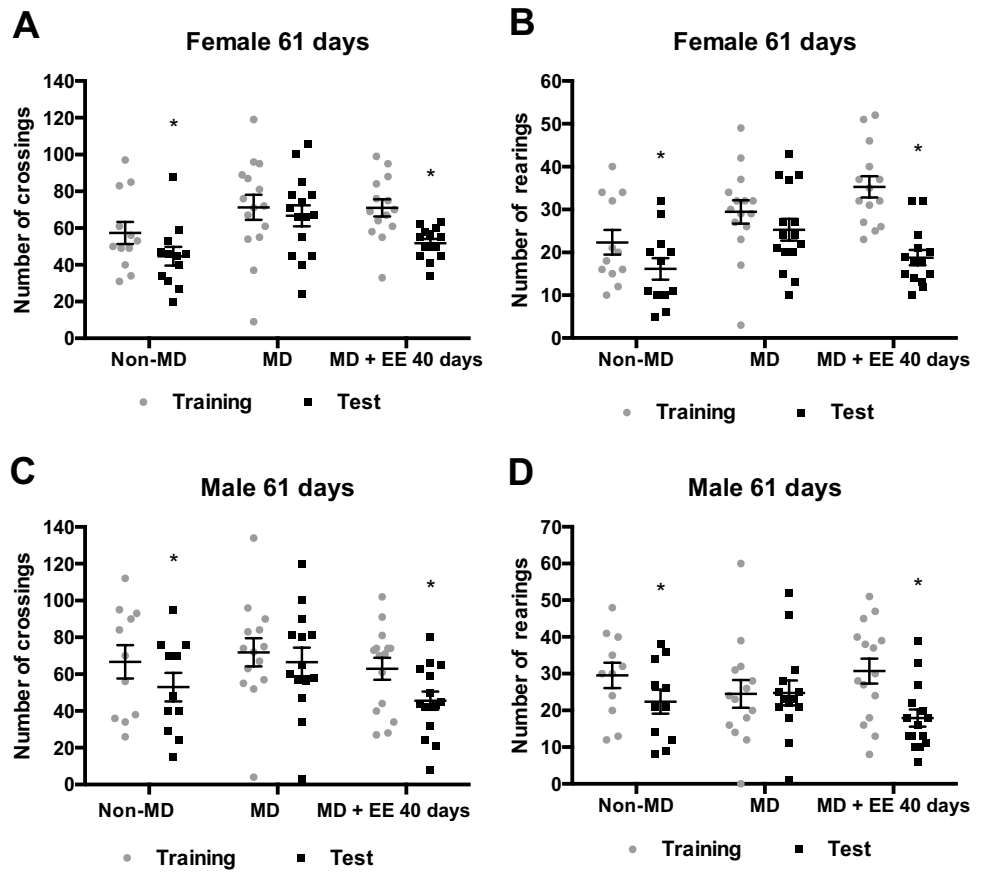 A
Female 61 days
Number of crossings
140
120
100
80
60
40
20
0
*
*
Non-MD MD MD + EE 40 days
Training Test
B
Female 61 days
Number of rearings
60
50
40
30
20
10
0
*
*
Non-MD MD MD + EE 40 days
Training Test
C
Male 61 days
Number of crossings
140
120
100
80
60
40
20
0
*
*
Non-MD MD MD + EE 40 days
Training Test
D
Male 61 days
Number of rearings
70
60
50
40
30
20
10
0
*
*
Non-MD MD MD + EE 40 days
Training Test